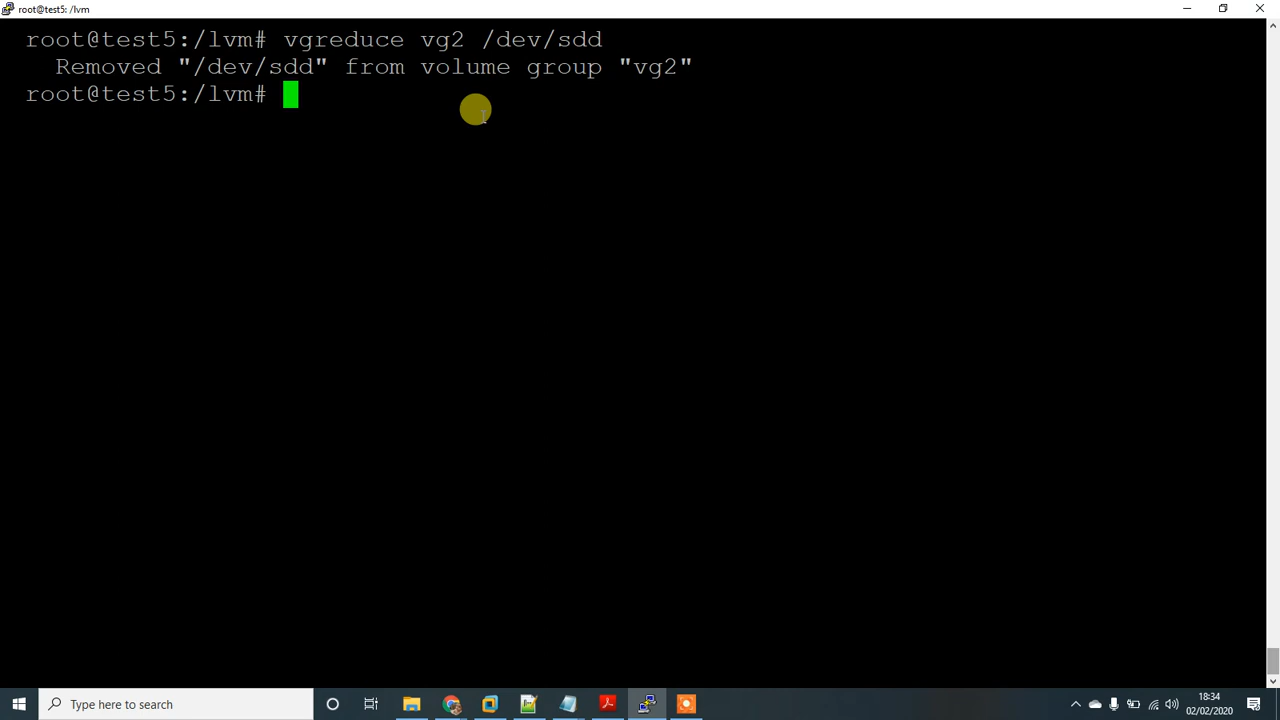 root@test5: /lvm
root@test5:/lvm# vgreduce vg2 /dev/sdd
Removed "/dev/sdd" from volume group "vg2"
root@test5:/lvm#
Type here to search
18:34
02/02/2020